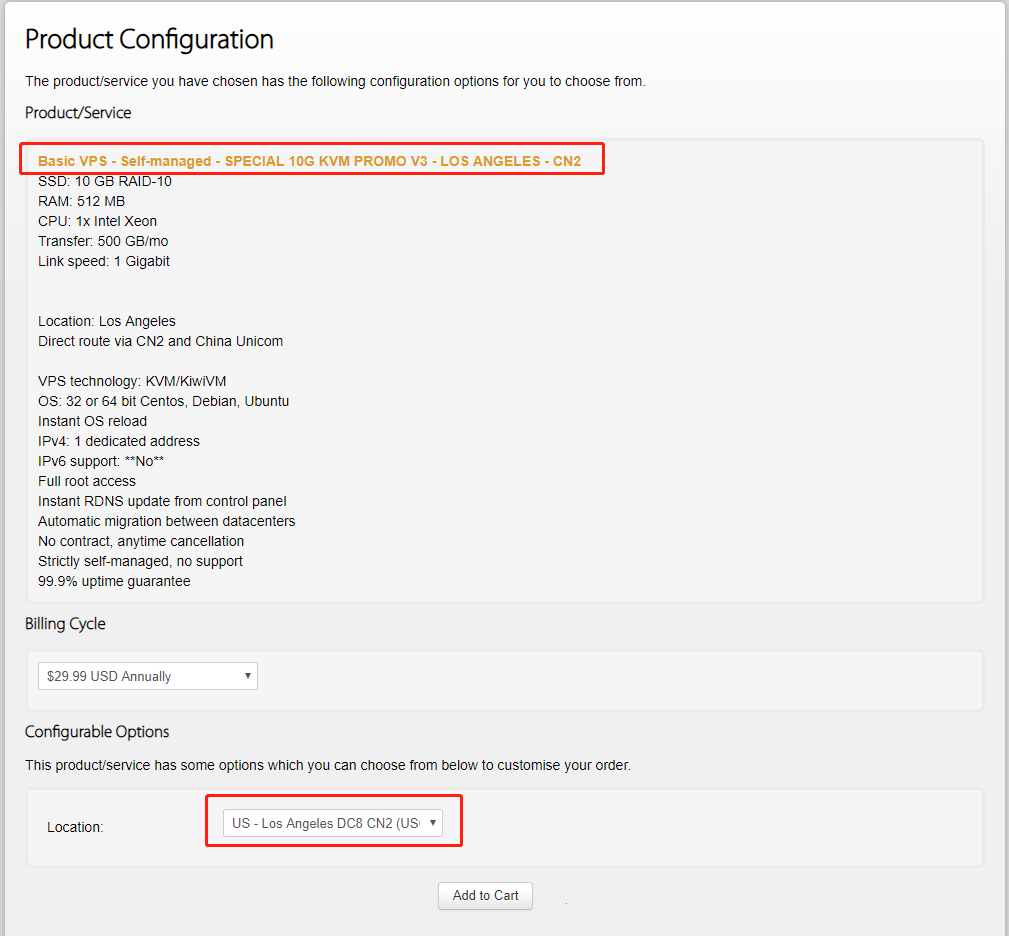 Product Configuration
The product/service you have chosen has the following configuration options for you to choose from.
Product/Service
Basic VPS - Self-managed - SPECIAL 10G KVM PROMO V3 - LOS ANGELES - CN2
SSD: 10 GB RAID-10
RAM: 512 MB
CPU: 1x Intel Xeon
Transfer: 500 GB/mo
Link speed: 1 Gigabit
Location: Los Angeles
Direct route via CN2 and China Unicom
VPS technology: KVM/KiwiVM
OS: 32 or 64 bit Centos, Debian, Ubuntu
Instant OS reload
IPv4: 1 dedicated address
IPv6 support: **No**
Full root access
Instant RDNS update from control panel
Automatic migration between datacenters
No contract, anytime cancellation
Strictly self-managed, no support
99.9% uptime guarantee
Billing Cycle
$29.99 USD Annually
Configurable Options
This product/service has some options which you can choose from below to customise your order.
Location:
US - Los Angeles DC8 CN2 (US
Add to Cart